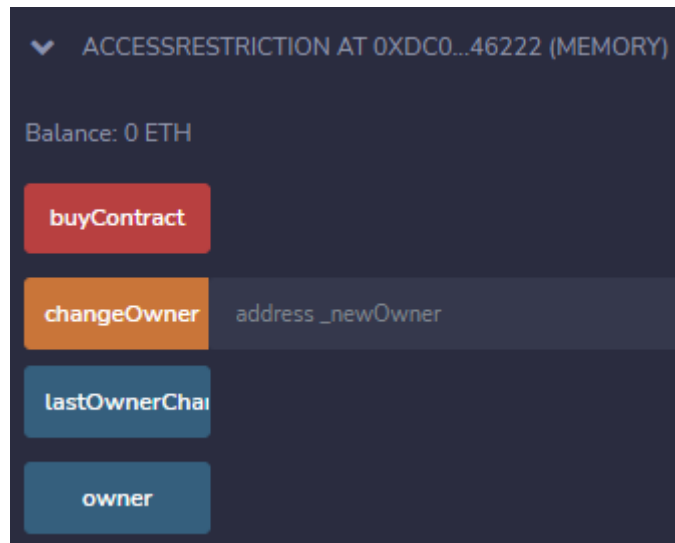 ACCESSRESTRICTION AT 0XDC0...46222 (MEMORY)
Balance: 0 ETH
buyContract
changeOwner address _newOwner
lastOwnerChai
owner